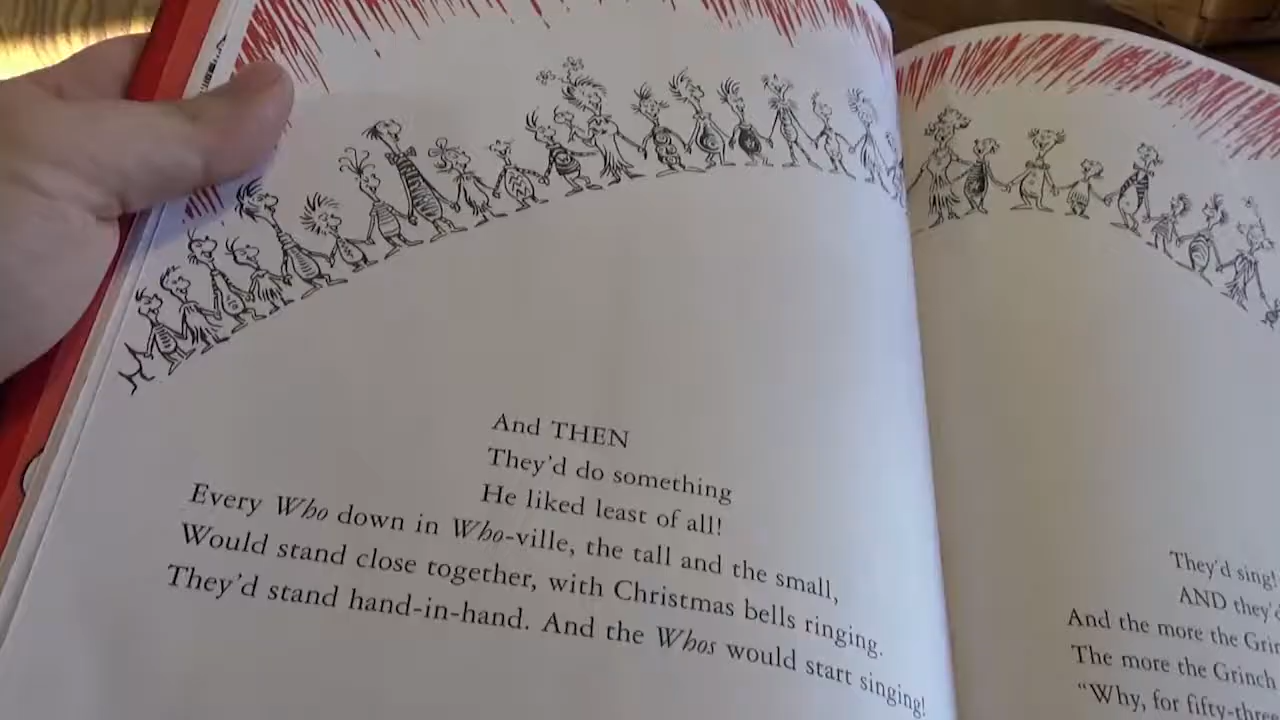 And THEN
They'd do something
He liked least of all!
Every Who down in Who-ville, the tall and the small,
Would stand close together, with Christmas bells ringing.
They'd stand hand-in-hand. And the Whos would start singing!
They'd sing!
AND they'd
And the more the
The more the Grinch
"Why, for fifty-three